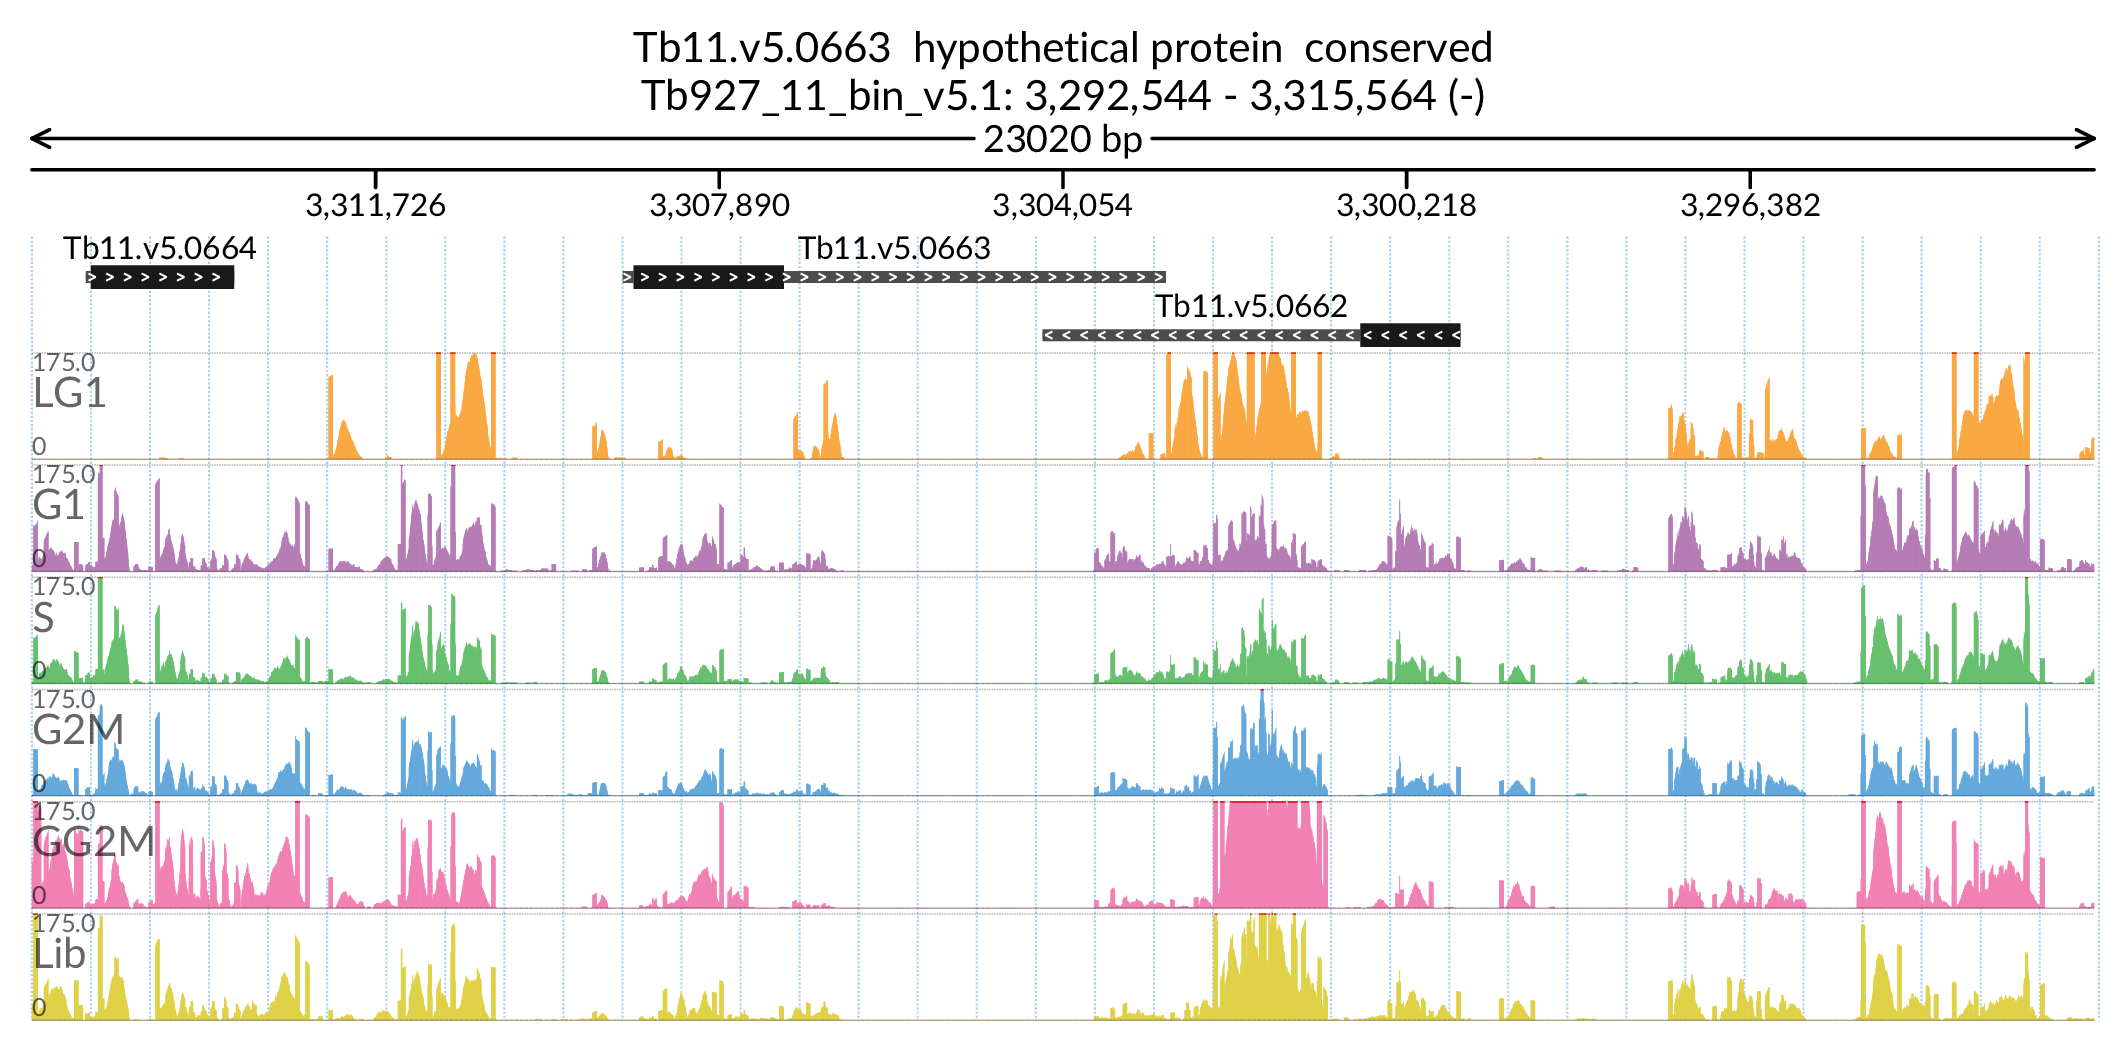 Tb11.v5.0663 hypothetical protein conserved
Tb927_11_bin_v5.1: 3,292,544 - 3,315,564 (-)
23020 bp
3,311,726 3,307,890 3,304,054 3,300,218 3,296,382
Tb11.v5.0664 Tb11.v5.0663
Tb11.v5.0662
175.0
LG1
0
175.0
G1
0
175.0
S
0
175.0
G2M
0
175.0
GG2M
0
175.0
Lib
0